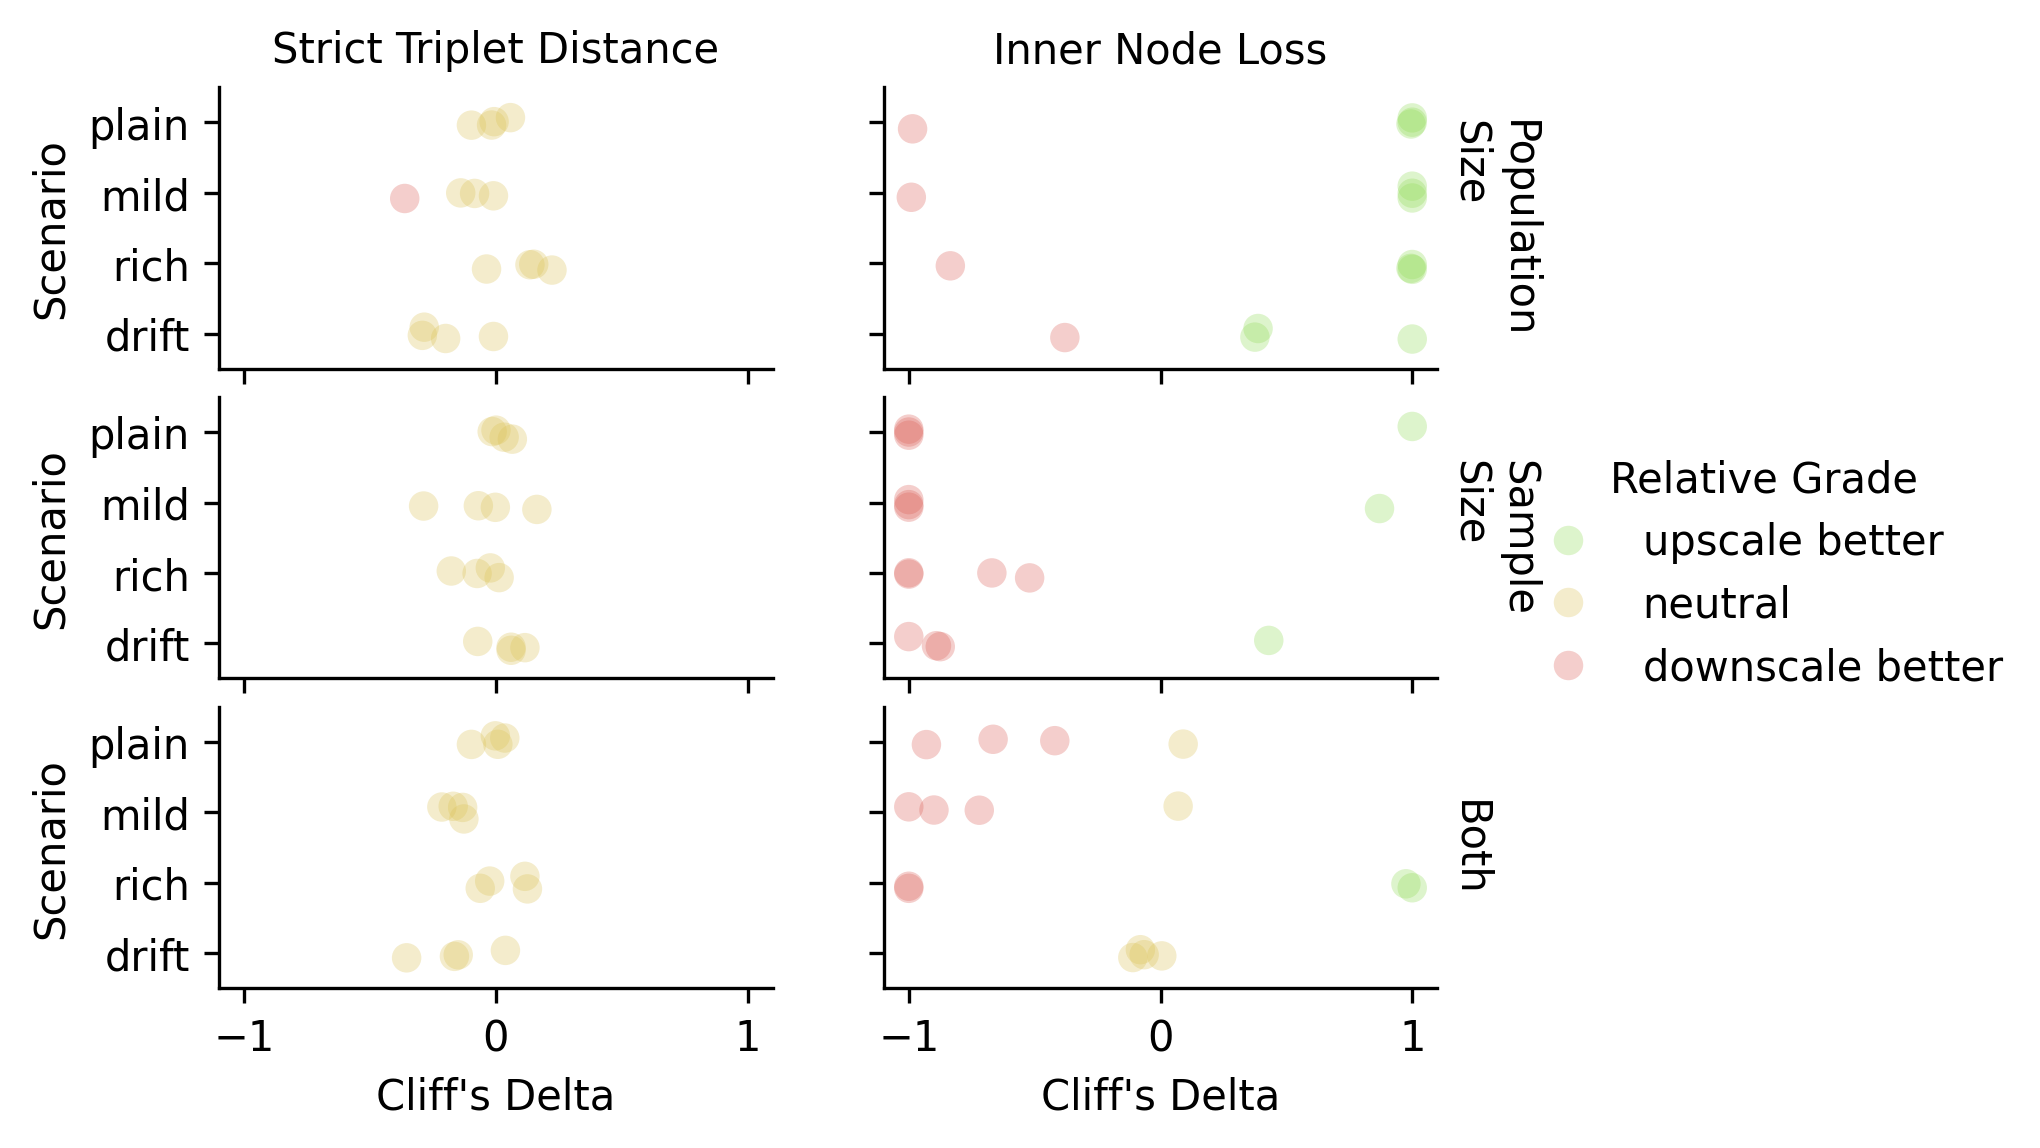 Strict Triplet Distance
Inner Node Loss
Scenario
plain
mild
rich
drift
Population
Size
Scenario
plain
mild
rich
drift
Sample
Size
Relative Grade
upscale better
neutral
downscale better
Scenario
plain
mild
rich
drift
Both
−1
0
1
−1
0
1
Cliff's Delta
Cliff's Delta